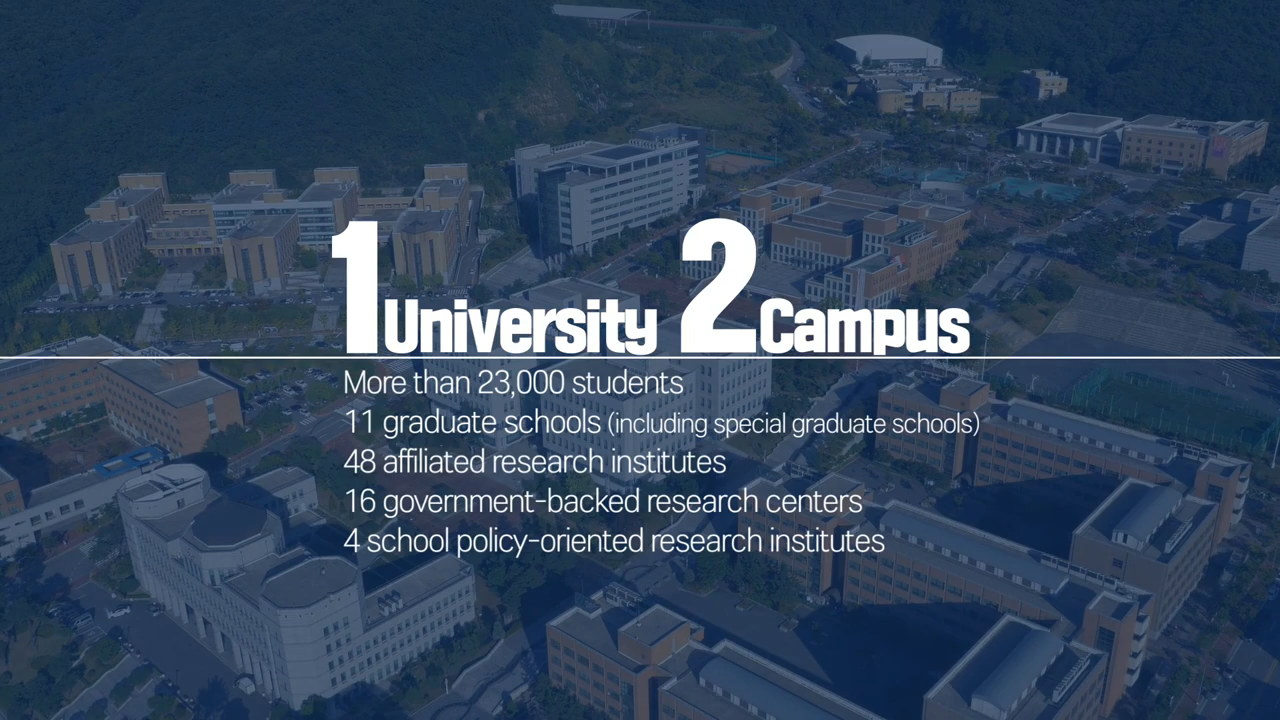 1 University 2 Campus
More than 23,000 students
11 graduate schools (including special graduate schools)
48 affiliated research institutes
16 government-backed research centers
4 school policy-oriented research institutes